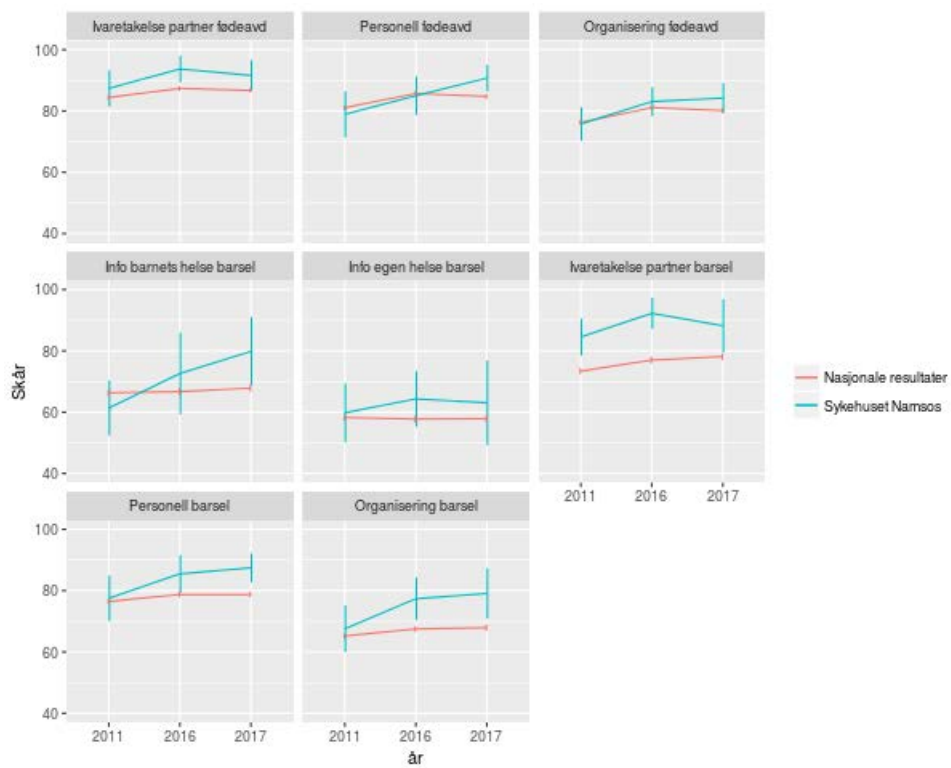 Ivaretakelse partner fødeavd
Personell fødeavd
Organisering fødeavd
100
80
60
40
Info barnets helse barsel
Info egen helse barsel
Ivaretakelse partner barsel
100
80
60
40
2011 2016 2017
Personell barsel
Organisering barsel
100
80
60
40
2011 2016 2017
2011 2016 2017
Skår
år
Nasjonale resultater
Sykehuset Namsos